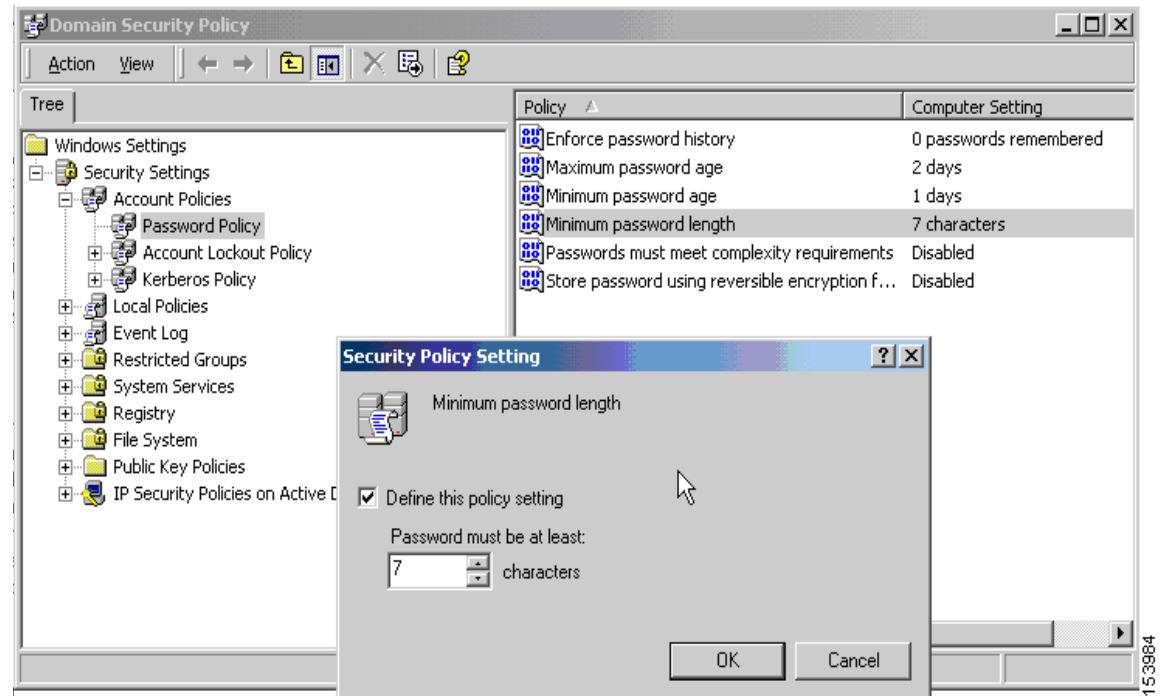 Domain Security Policy
Action View
Tree
Policy Computer Setting
Windows Settings
Security Settings
Account Policies
Password Policy
Account Lockout Policy
Kerberos Policy
Local Policies
Event Log
Restricted Groups
System Services
Registry
File System
Public Key Policies
IP Security Policies on Active D
Enforce password history 0 passwords remembered
Maximum password age 2 days
Minimum password age 1 days
Minimum password length 7 characters
Passwords must meet complexity requirements Disabled
Store password using reversible encryption f... Disabled
Security Policy Setting
Minimum password length
Define this policy setting
Password must be at least:
7 characters
OK Cancel
153984